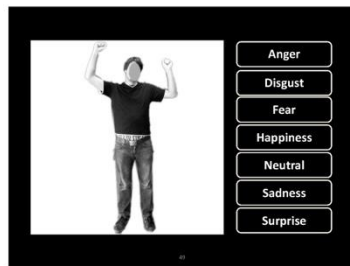 Anger
Disgust
Fear
Happiness
Neutral
Sadness
Surprise